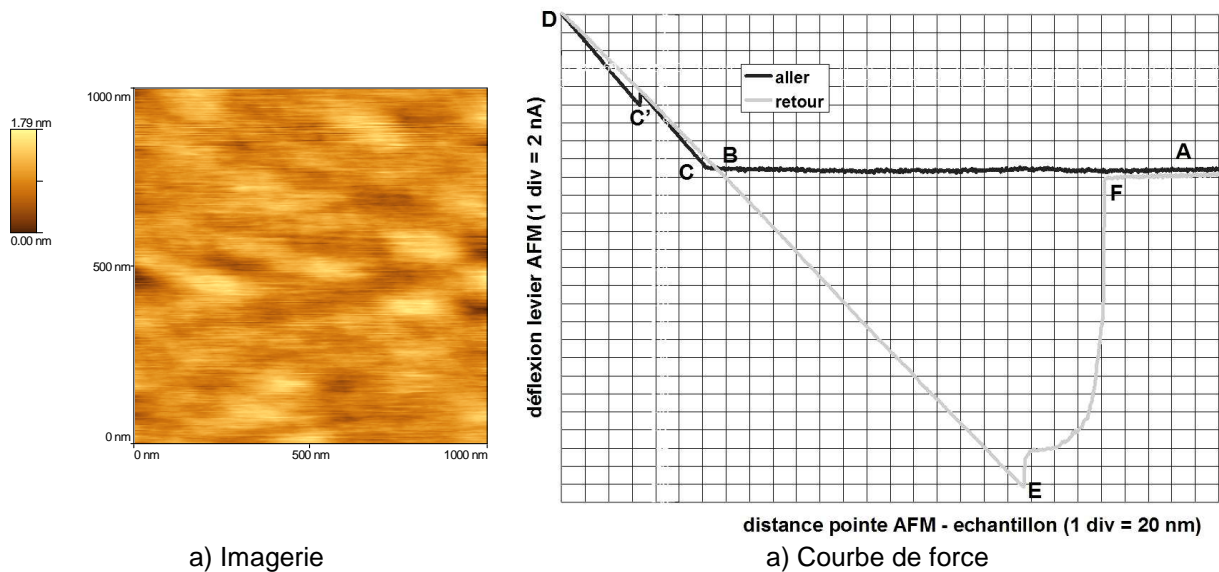 1.79 nm
0.00 nm
1000 nm
500 nm
0 nm
0 nm
500 nm
1000 nm
a) Imagerie
D
aller
retour
C'
C
B
A
F
E
déflexion levier AFM (1 div = 2 nA)
distance pointe AFM - echantillon (1 div = 20 nm)
a) Courbe de force